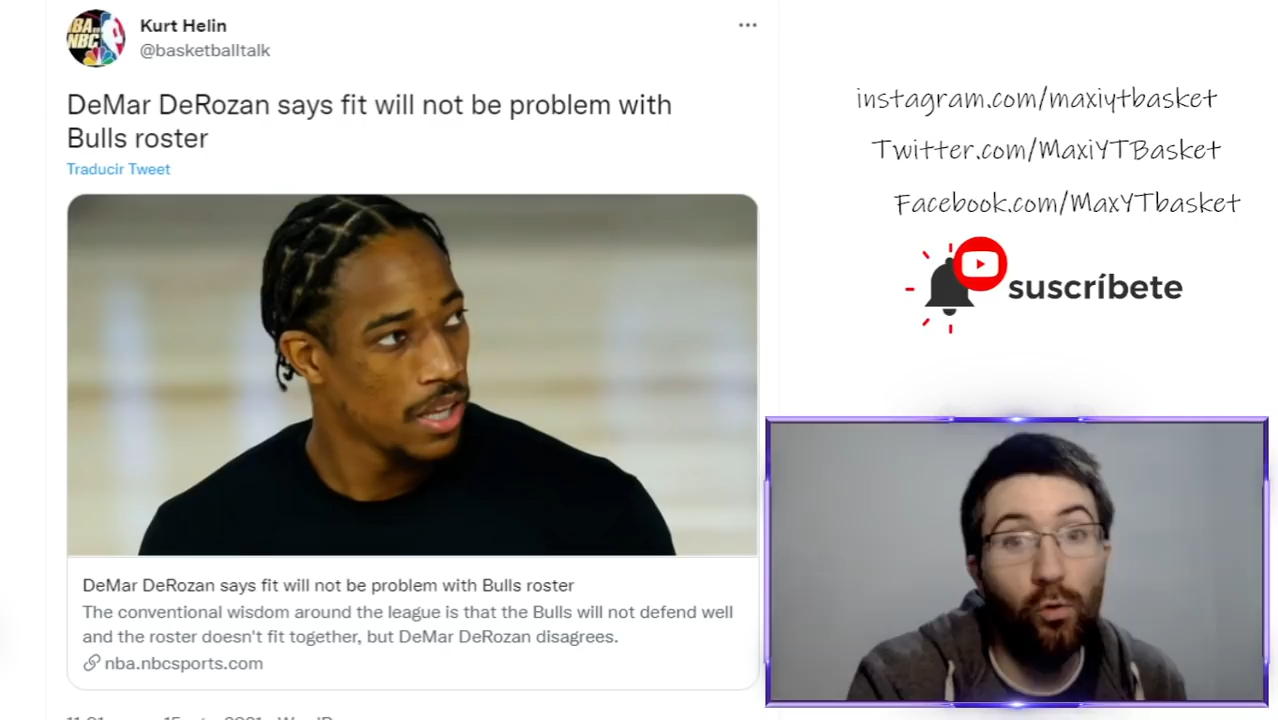 Kurt Helin
@basketballtalk
DeMar DeRozan says fit will not be problem with
Bulls roster
Traducir Tweet
DeMar DeRozan says fit will not be problem with Bulls roster
The conventional wisdom around the league is that the Bulls will not defend well
and the roster doesn't fit together, but DeMar DeRozan disagrees.
nba.nbcsports.com
instagram.com/maxiytbasket
Twitter.com/MaxiYTBasket
Facebook.com/MaxYTbasket
suscríbete